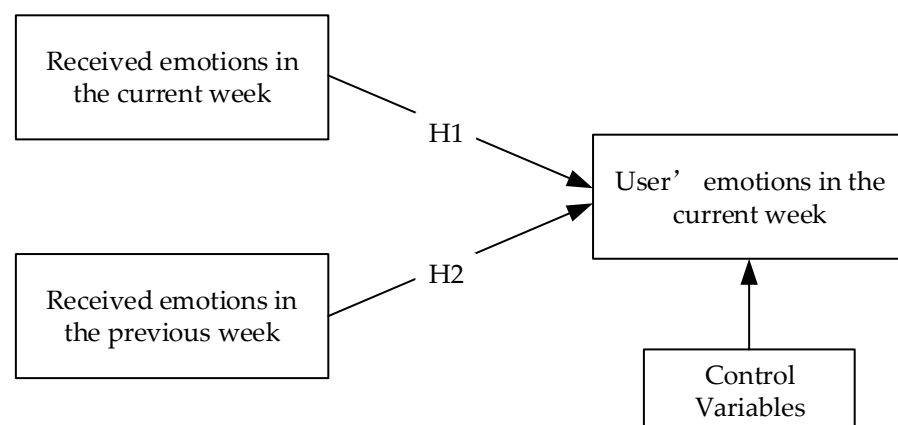 Received emotions in
the current week
H1
User’ emotions in the
current week
H2
Received emotions in
the previous week
Control
Variables